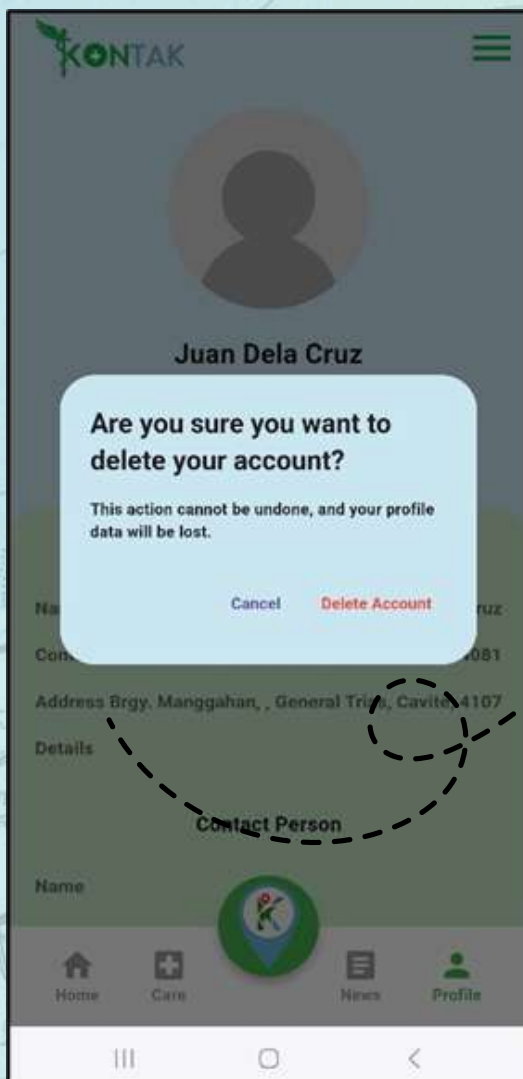 KONTAK
Juan Dela Cruz
Are you sure you want to
delete your account?
This action cannot be undone, and your profile
data will be lost.
Cancel Delete Account
Address Brgy. Manggahan, , General Trias, Cavite, 4107
Details
Contact Person
Name
K
Home Care News Profile